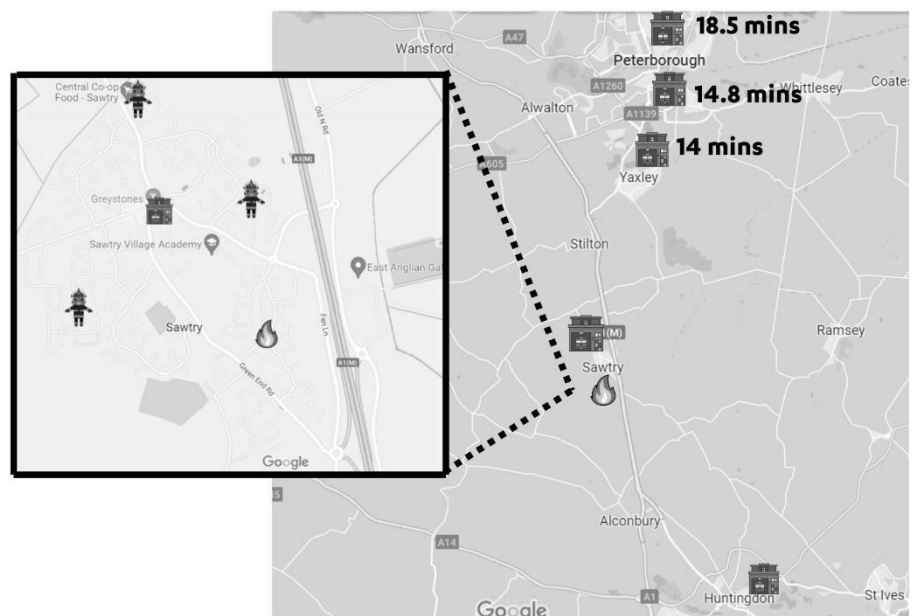 18.5 mins
A47
Wansford
Peterborough
A1260
Whittlesey
Coates
14.8 mins
Alwalton
A1139
14 mins
A605
Yaxley
Stilton
Central Co-op
Food - Sawtry
Old N Rd
A1(M)
Greystones
Sawtry Village Academy
East Anglian Gal
Sawtry
Fen Ln
A1(M)
Green End Rd
Google
(M)
Ramsey
Sawtry
Alconbury
A14
A1
Huntingdon
St Ives
Google